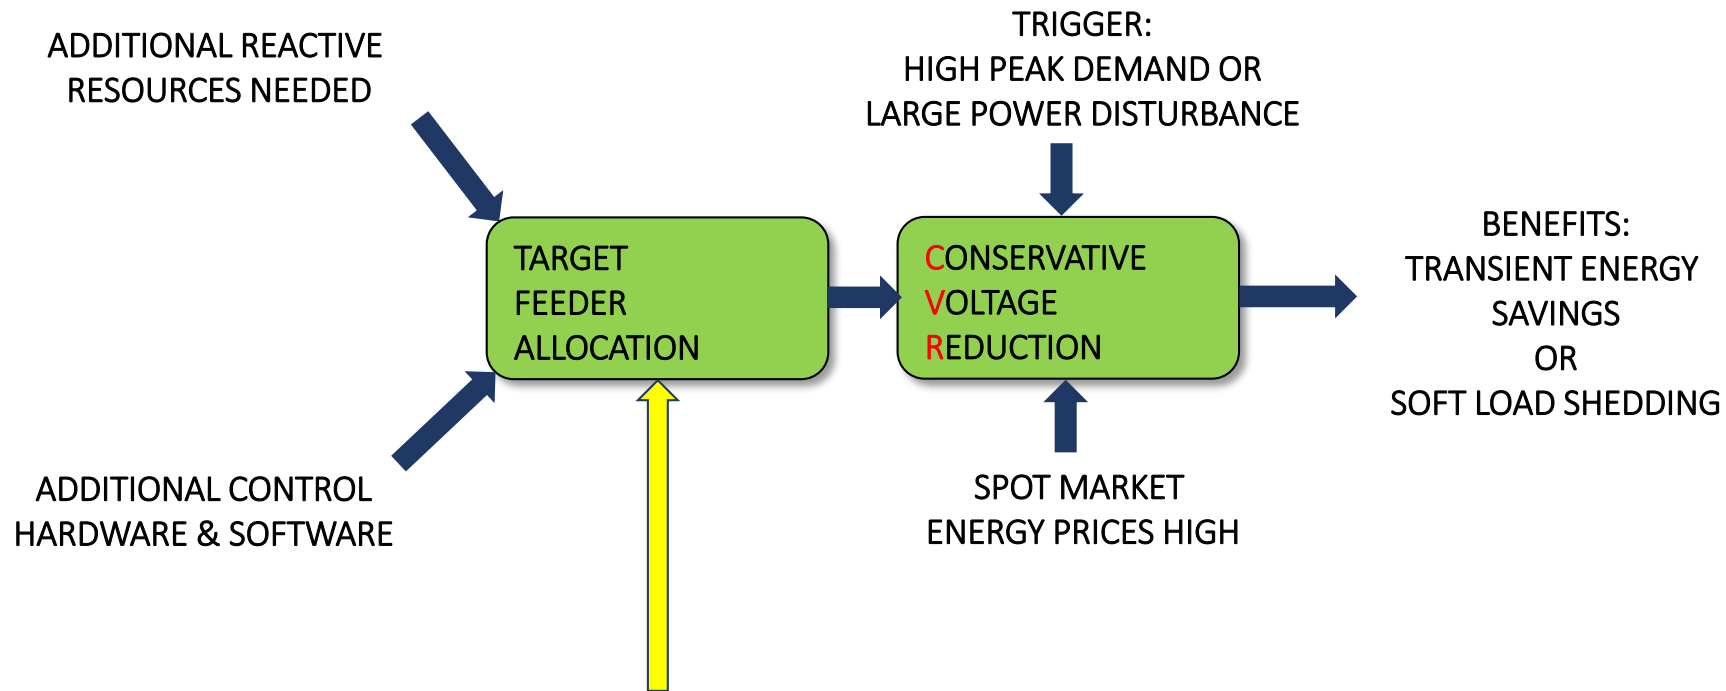 ADDITIONAL REACTIVE
RESOURCES NEEDED
TRIGGER:
HIGH PEAK DEMAND OR
LARGE POWER DISTURBANCE
TARGET
FEEDER
ALLOCATION
CONSERVATIVE
VOLTAGE
REDUCTION
BENEFITS:
TRANSIENT ENERGY
SAVINGS
OR
SOFT LOAD SHEDDING
ADDITIONAL CONTROL
HARDWARE & SOFTWARE
SPOT MARKET
ENERGY PRICES HIGH